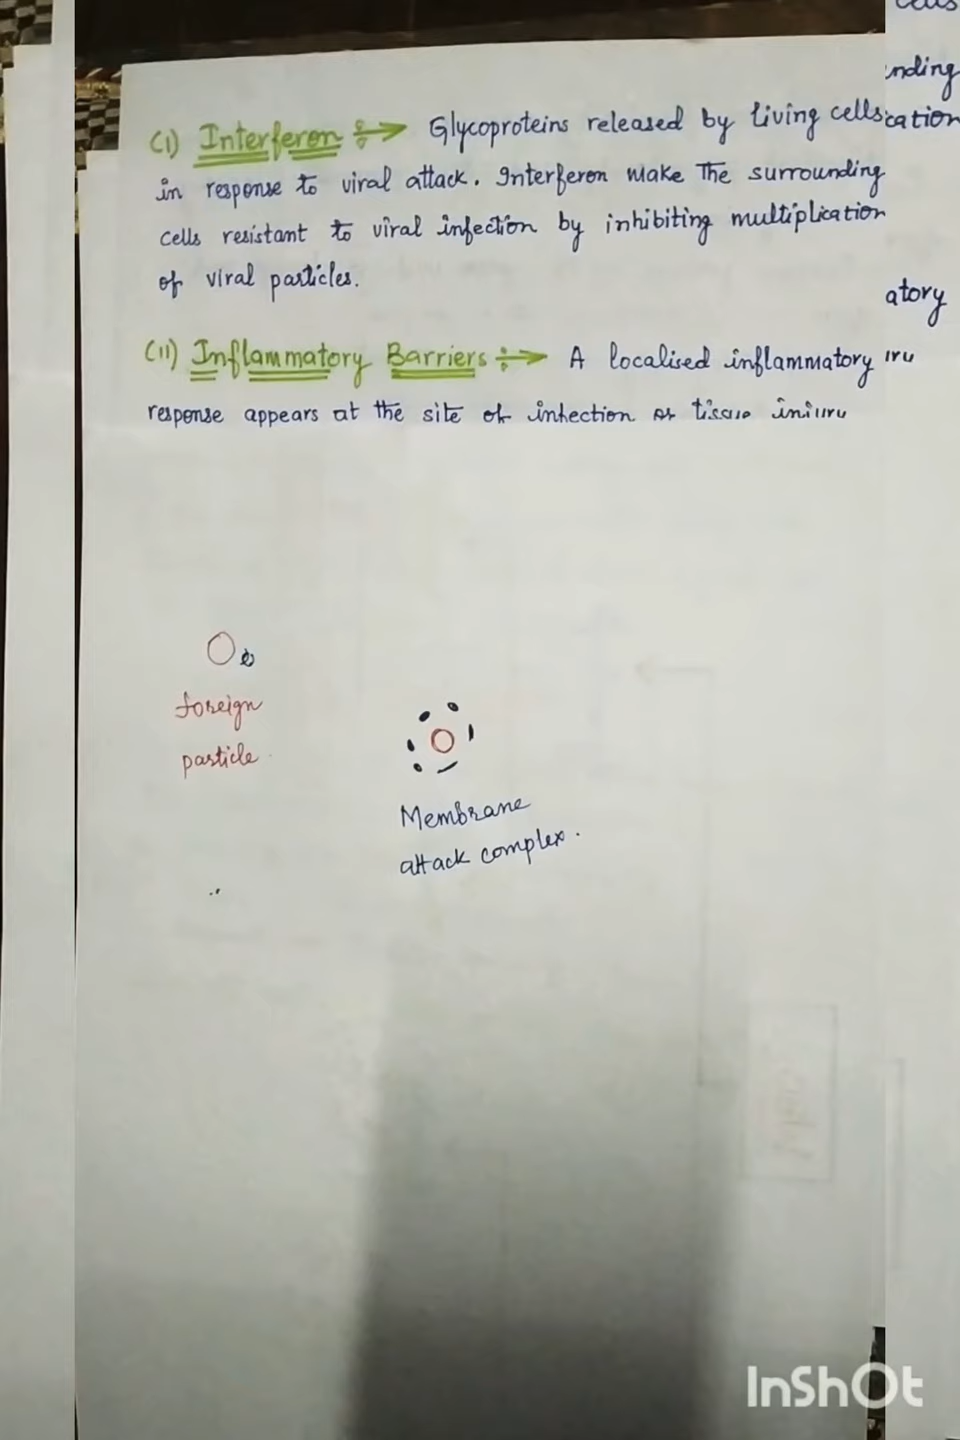 (I) Interferon Glycoproteins released by living cells
in response to viral attack. Interferon make the surrounding
cells resistant to viral infection by inhibiting multiplication
of viral particles.
(II) Inflammatory Barriers A localised inflammatory
response appears at the site of infection or tissue injury
foreign
particle
Membrane
attack complex.
nding
cation
atory
InShOt